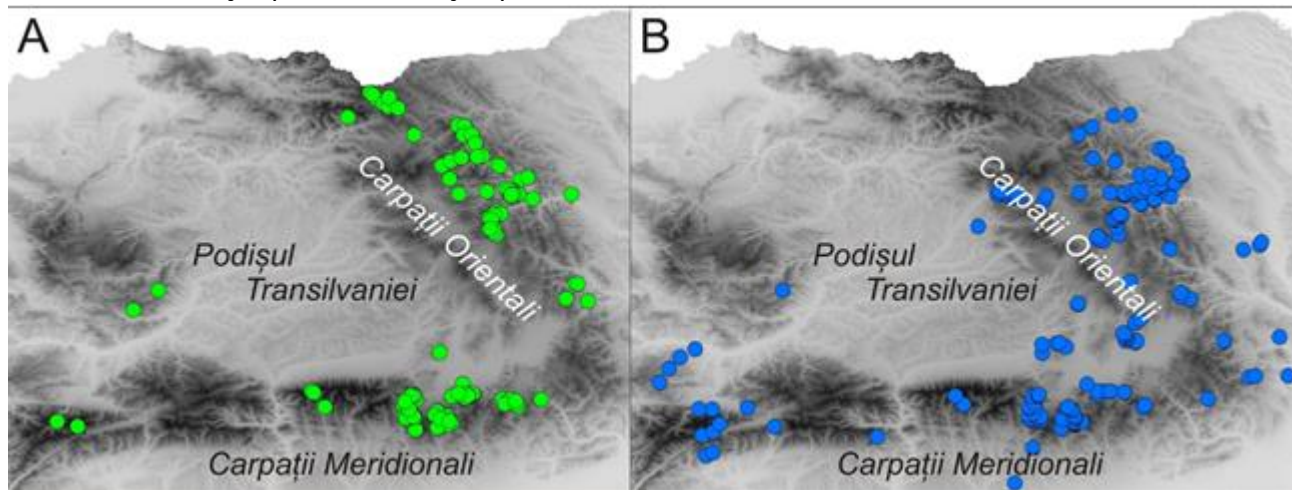 A
Carpații Orientali
Podișul
Transilvaniei
Carpații Meridionali
B
Carpații Orientali
Podișul
Transilvaniei
Carpații Meridionali